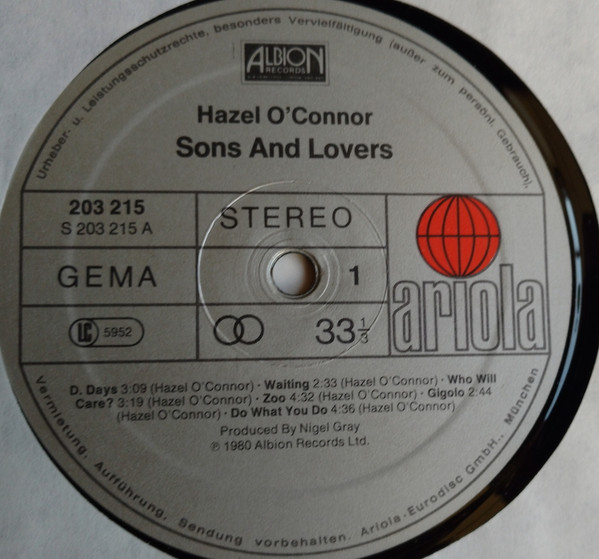 Urheber- u. Leistungsschutzrechte, besonders Vervielfältigung (außer zum persönl. Gebrauch),
ALBION
RECORDS
Hazel O'Connor
Sons And Lovers
203 215
S 203 215 A
STEREO
GEMA
1
LC 5952
33 1/3
ariola
D. Days 3:09 (Hazel O'Connor) · Waiting 2:33 (Hazel O'Connor) · Who Will
Care? 3:19 (Hazel O'Connor) · Zoo 4:32 (Hazel O'Connor) · Gigolo 2:44
(Hazel O'Connor) · Do What You Do 4:36 (Hazel O'Connor)
Produced By Nigel Gray
℗ 1980 Albion Records Ltd.
Vermietung, Aufführung, Sendung vorbehalten. Ariola-Eurodisc GmbH., München